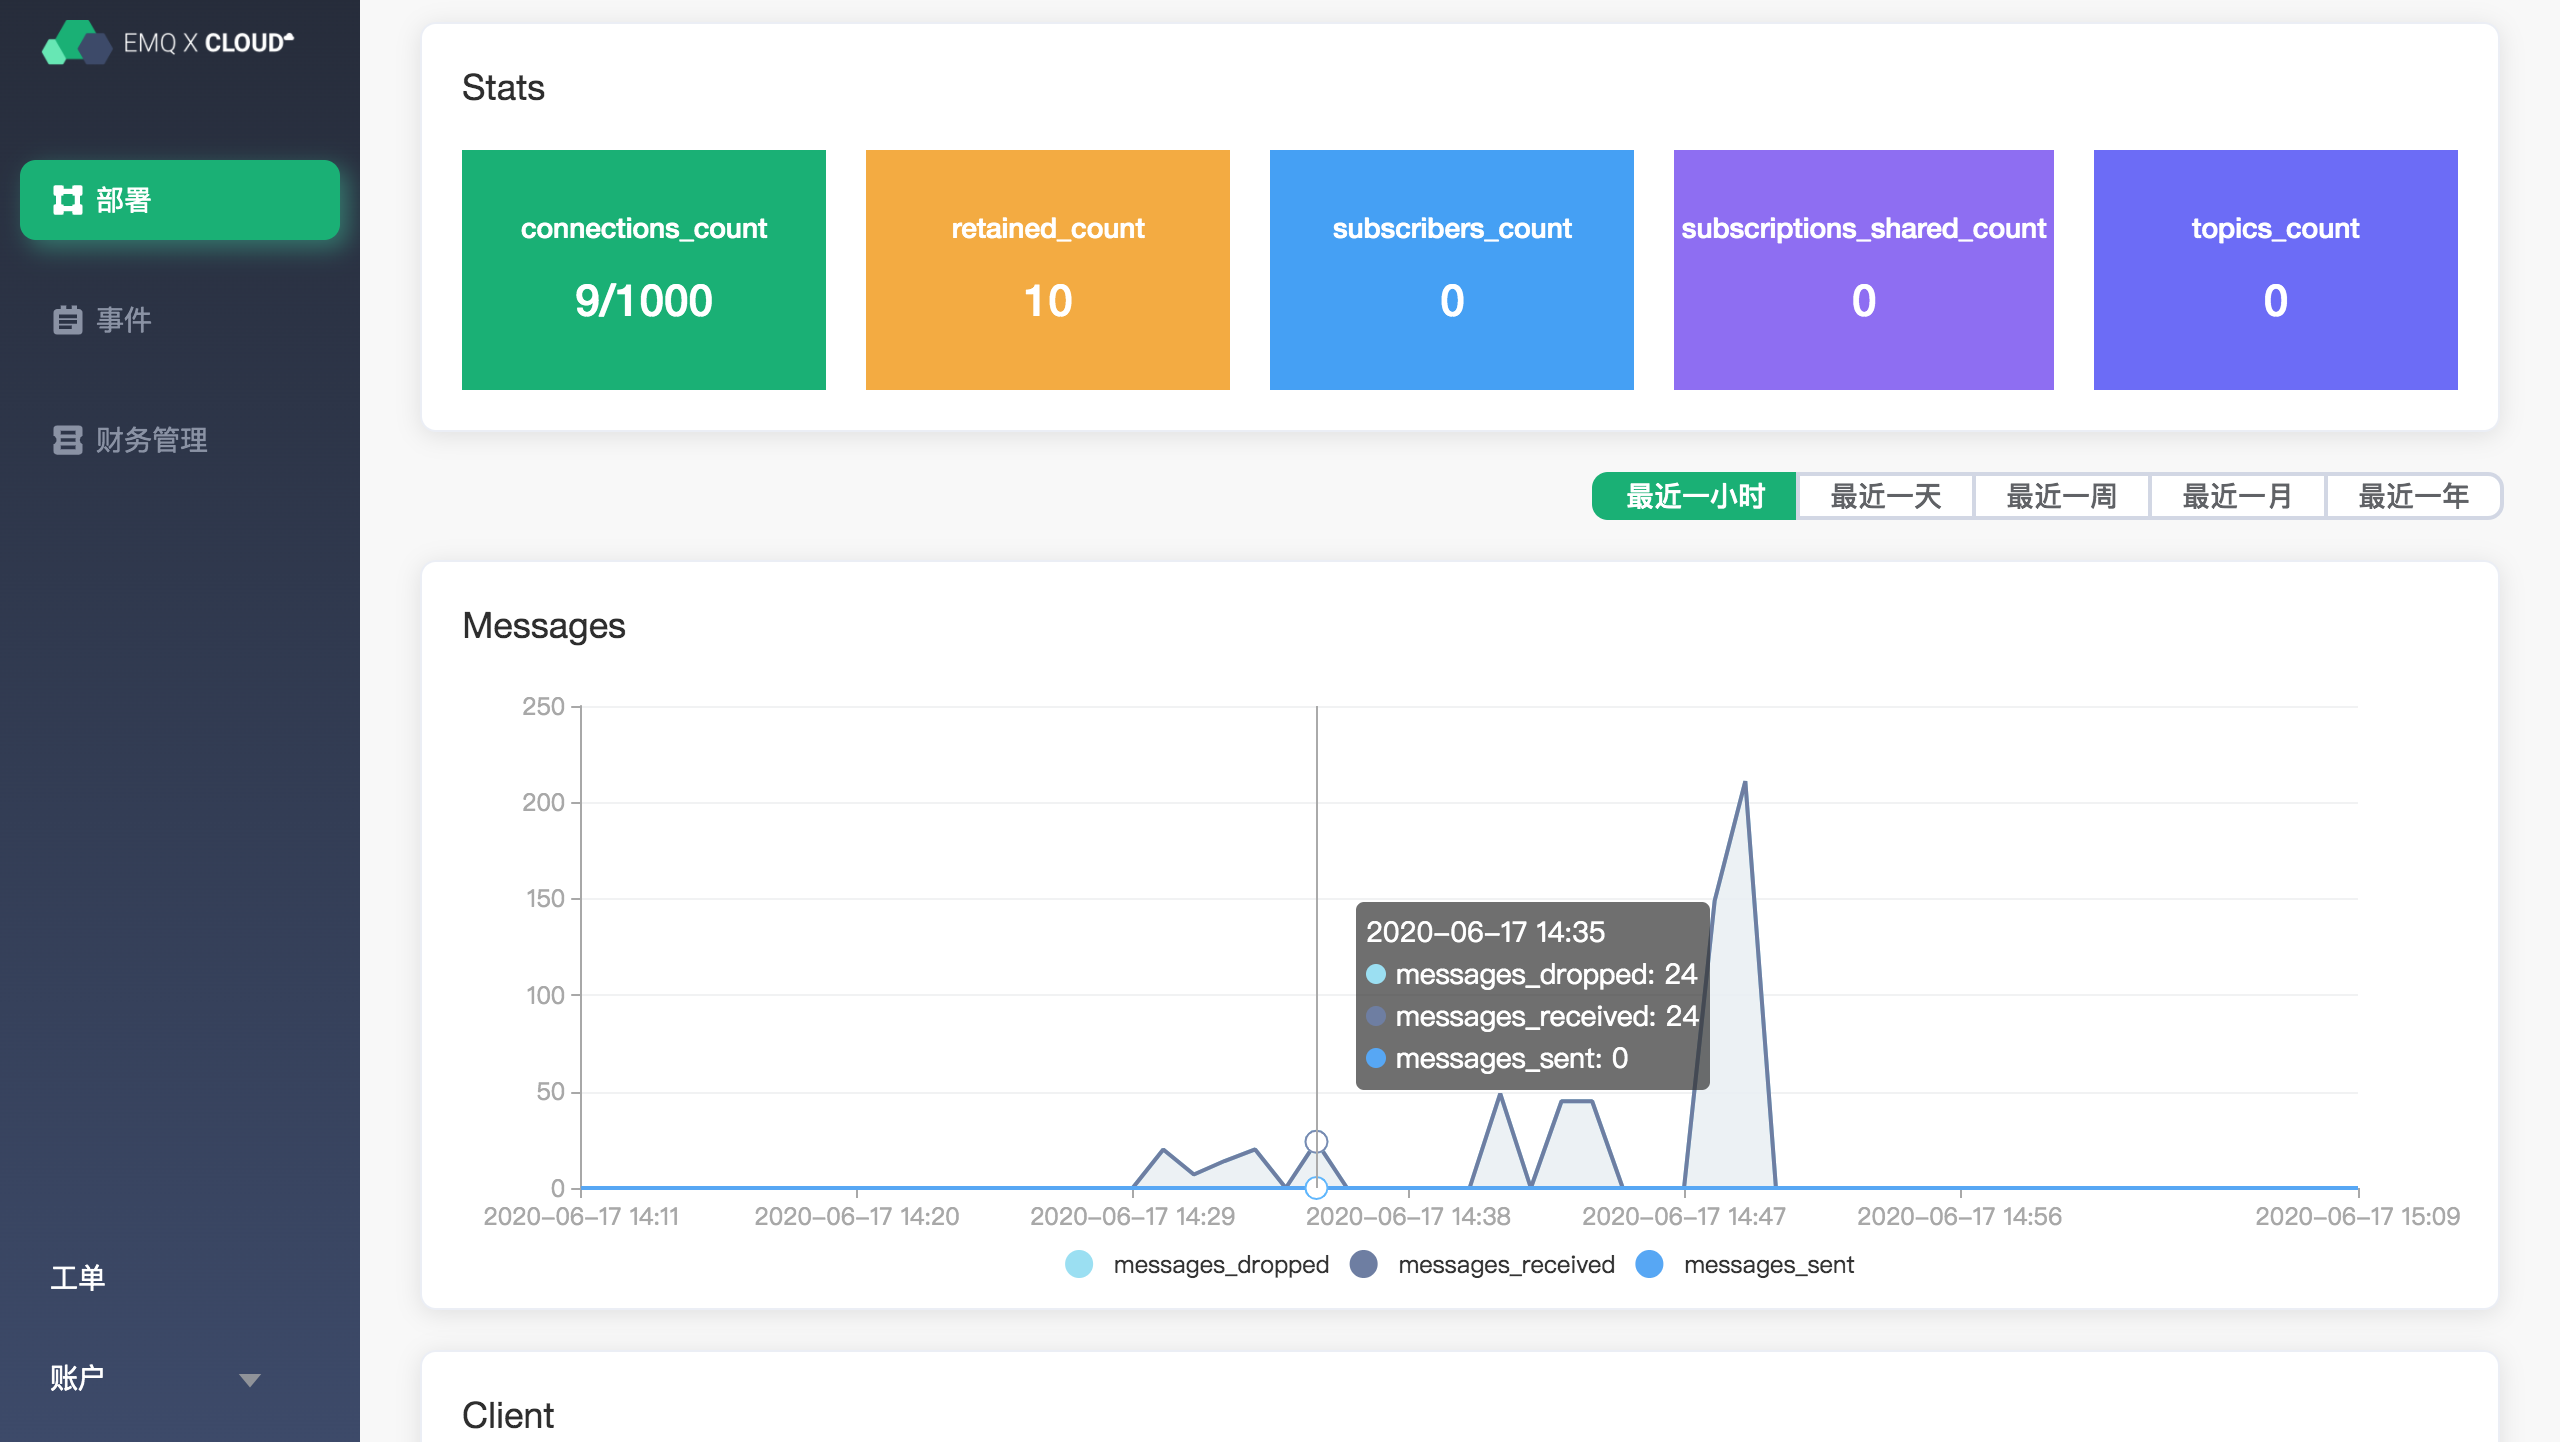 EMQ X CLOUD
部署
事件
财务管理
工单
账户
Stats
connections_count
9/1000
retained_count
10
subscribers_count
0
subscriptions_shared_count
0
topics_count
0
最近一小时 最近一天 最近一周 最近一月 最近一年
Messages
250
200
150
100
50
0
2020-06-17 14:35
messages_dropped: 24
messages_received: 24
messages_sent: 0
2020-06-17 14:11 2020-06-17 14:20 2020-06-17 14:29 2020-06-17 14:38 2020-06-17 14:47 2020-06-17 14:56 2020-06-17 15:09
messages_dropped messages_received messages_sent
Client